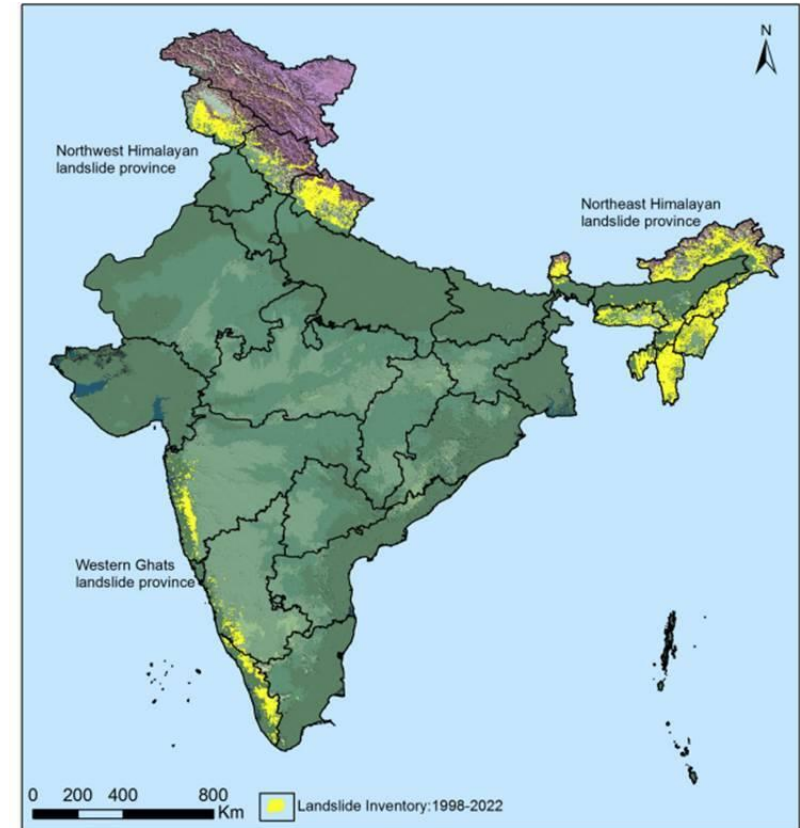 N
Northwest Himalayan
landslide province
Northeast Himalayan
landslide province
Western Ghats
landslide province
0 200 400 800
Km
Landslide Inventory:1998-2022